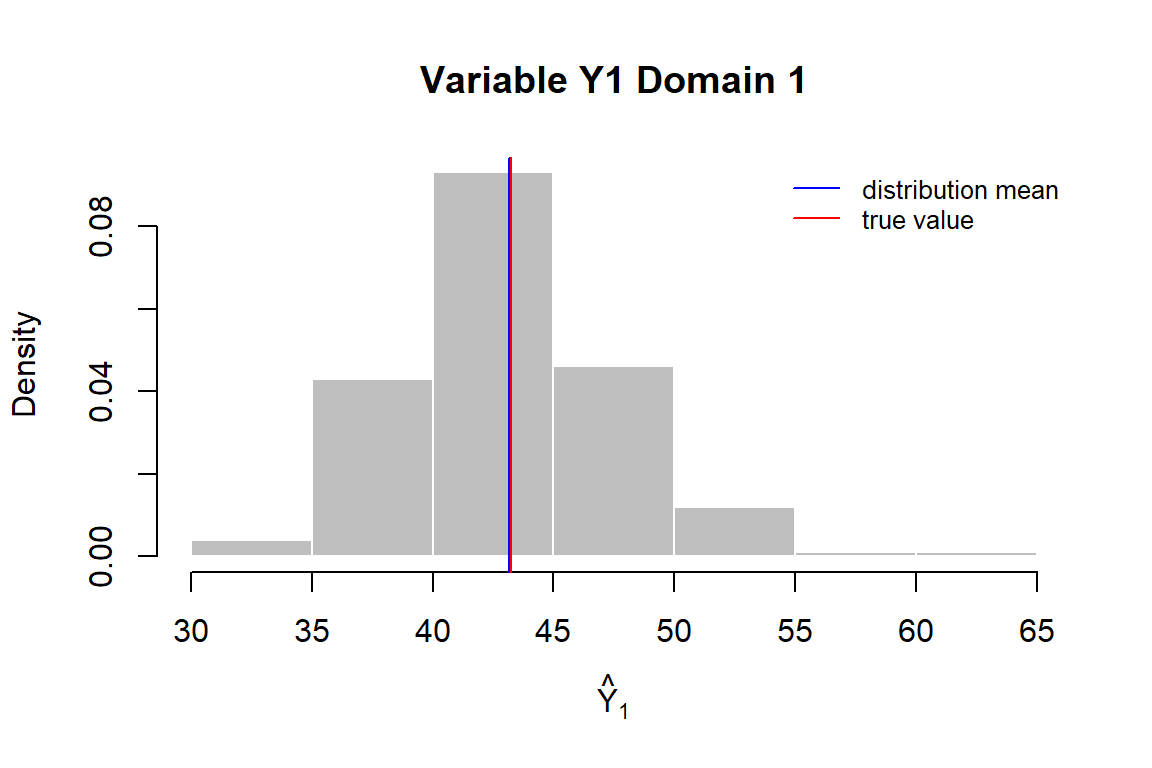 Variable Y1 Domain 1
distribution mean
true value
Density
0.08
0.04
0.00
30 35 40 45 50 55 60 65
Ŷ₁